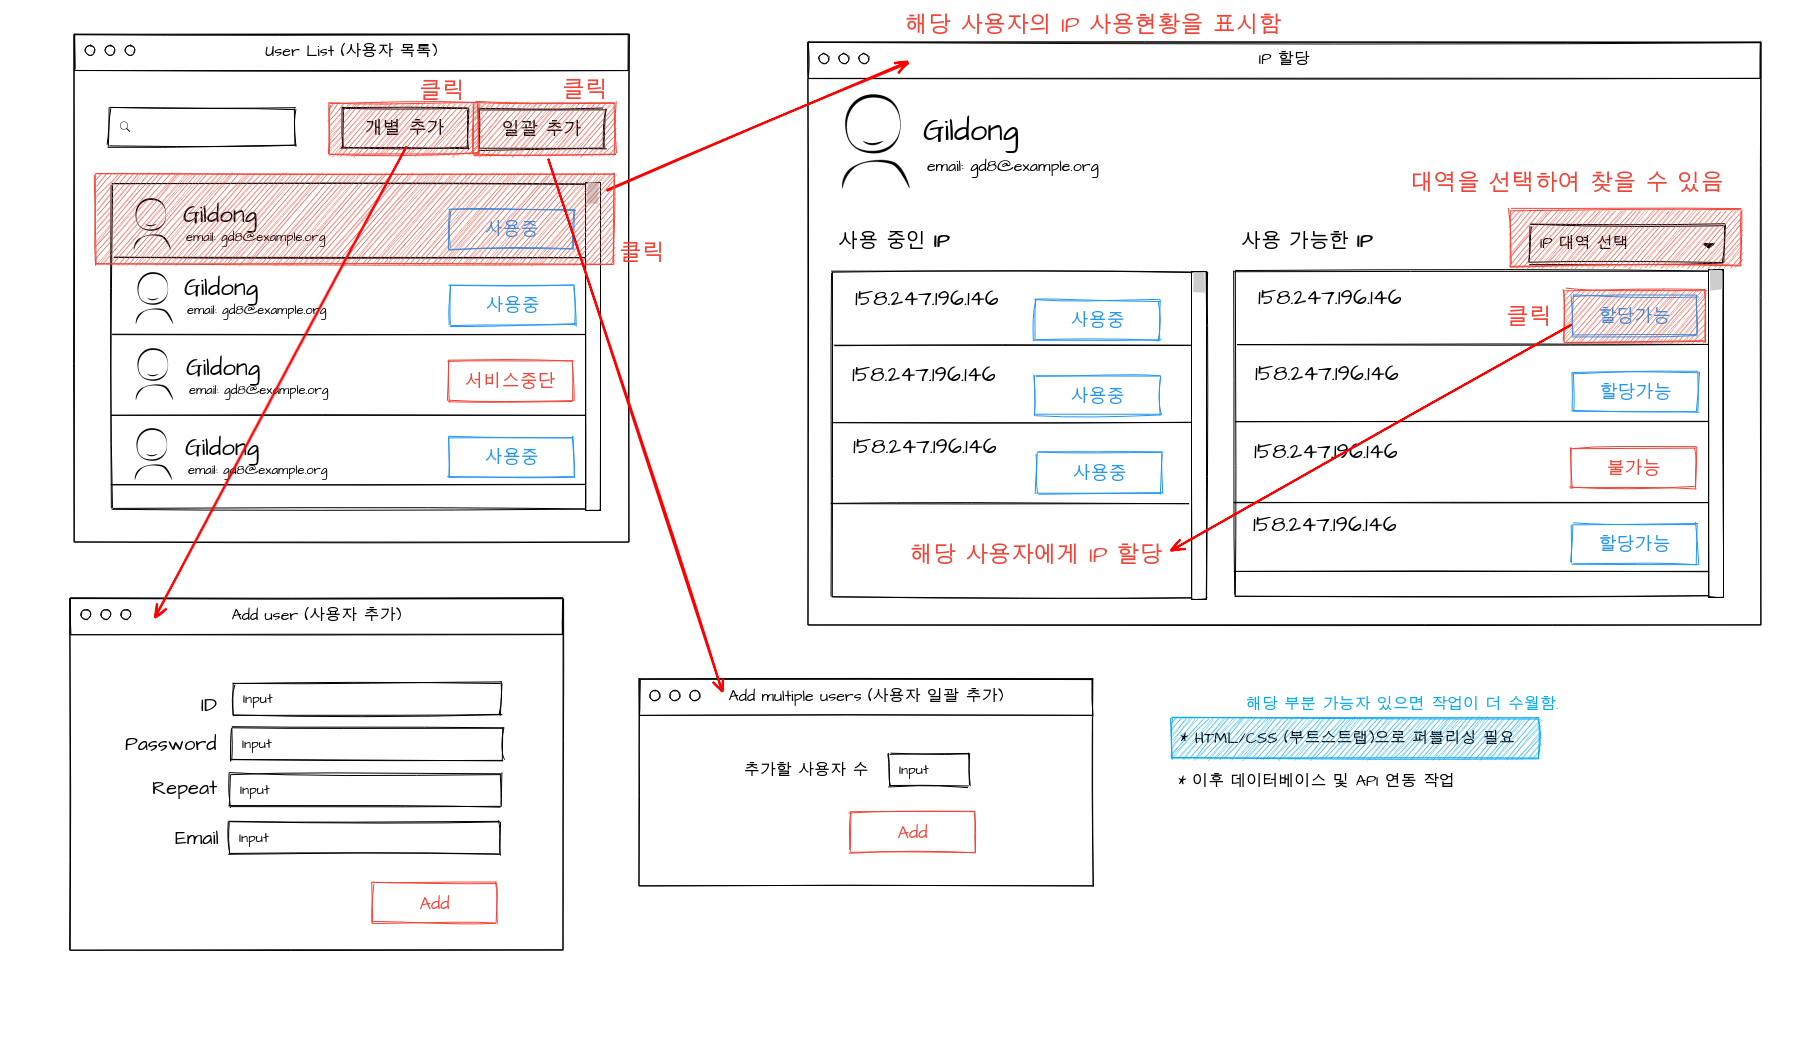 해당 사용자의 IP 사용현황을 표시함
User List (사용자 목록)
클릭
클릭
개별 추가
일괄 추가
Gildong
email: gd8@example.org
사용중
클릭
Gildong
email: gd8@example.org
사용중
Gildong
email: gd8@example.org
서비스중단
Gildong
email: gd8@example.org
사용중
IP 할당
Gildong
email: gd8@example.org
대역을 선택하여 찾을 수 있음
사용 중인 IP
158.247.196.146
사용중
158.247.196.146
사용중
158.247.196.146
사용중
해당 사용자에게 IP 할당
사용 가능한 IP
IP 대역 선택
158.247.196.146
클릭
할당가능
158.247.196.146
할당가능
158.247.196.146
불가능
158.247.196.146
할당가능
Add user (사용자 추가)
ID
Input
Password
Input
Repeat
Input
Email
Input
Add
Add multiple users (사용자 일괄 추가)
추가할 사용자 수
Input
Add
해당 부분 가능자 있으면 작업이 더 수월함.
* HTML/CSS (부트스트랩)으로 퍼블리싱 필요
* 이후 데이터베이스 및 API 연동 작업